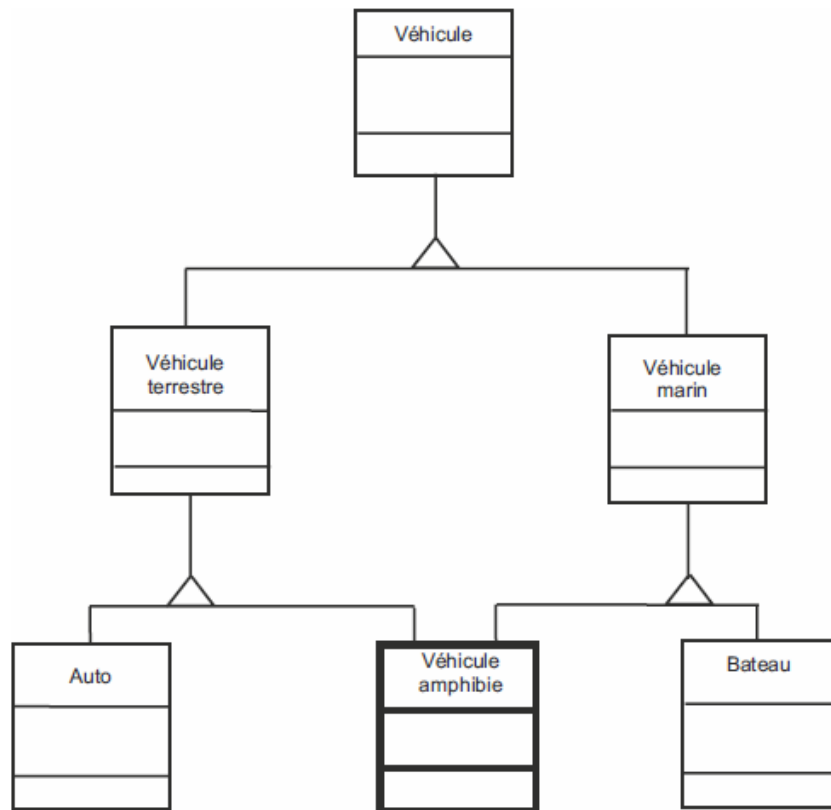 Véhicule
Véhicule
terrestre
Véhicule
marin
Auto
Véhicule
amphibie
Bateau